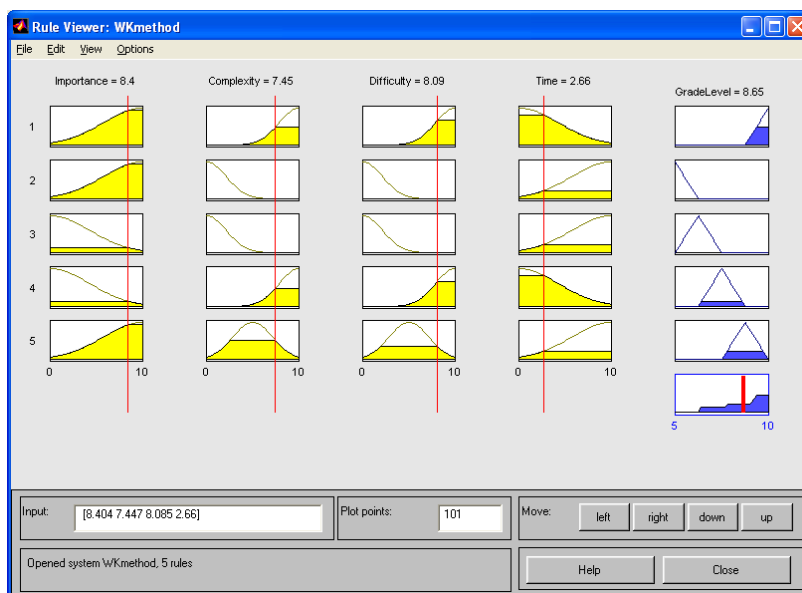 Rule Viewer: WKmethod
File Edit View Options
Importance = 8.4 Complexity = 7.45 Difficulty = 8.09 Time = 2.66 GradeLevel = 8.65
1
2
3
4
5
0 10 0 10 0 10 0 10
5 10
Input: [8.404 7.447 8.085 2.66] Plot points: 101 Move: left right down up
Opened system WKmethod, 5 rules Help Close